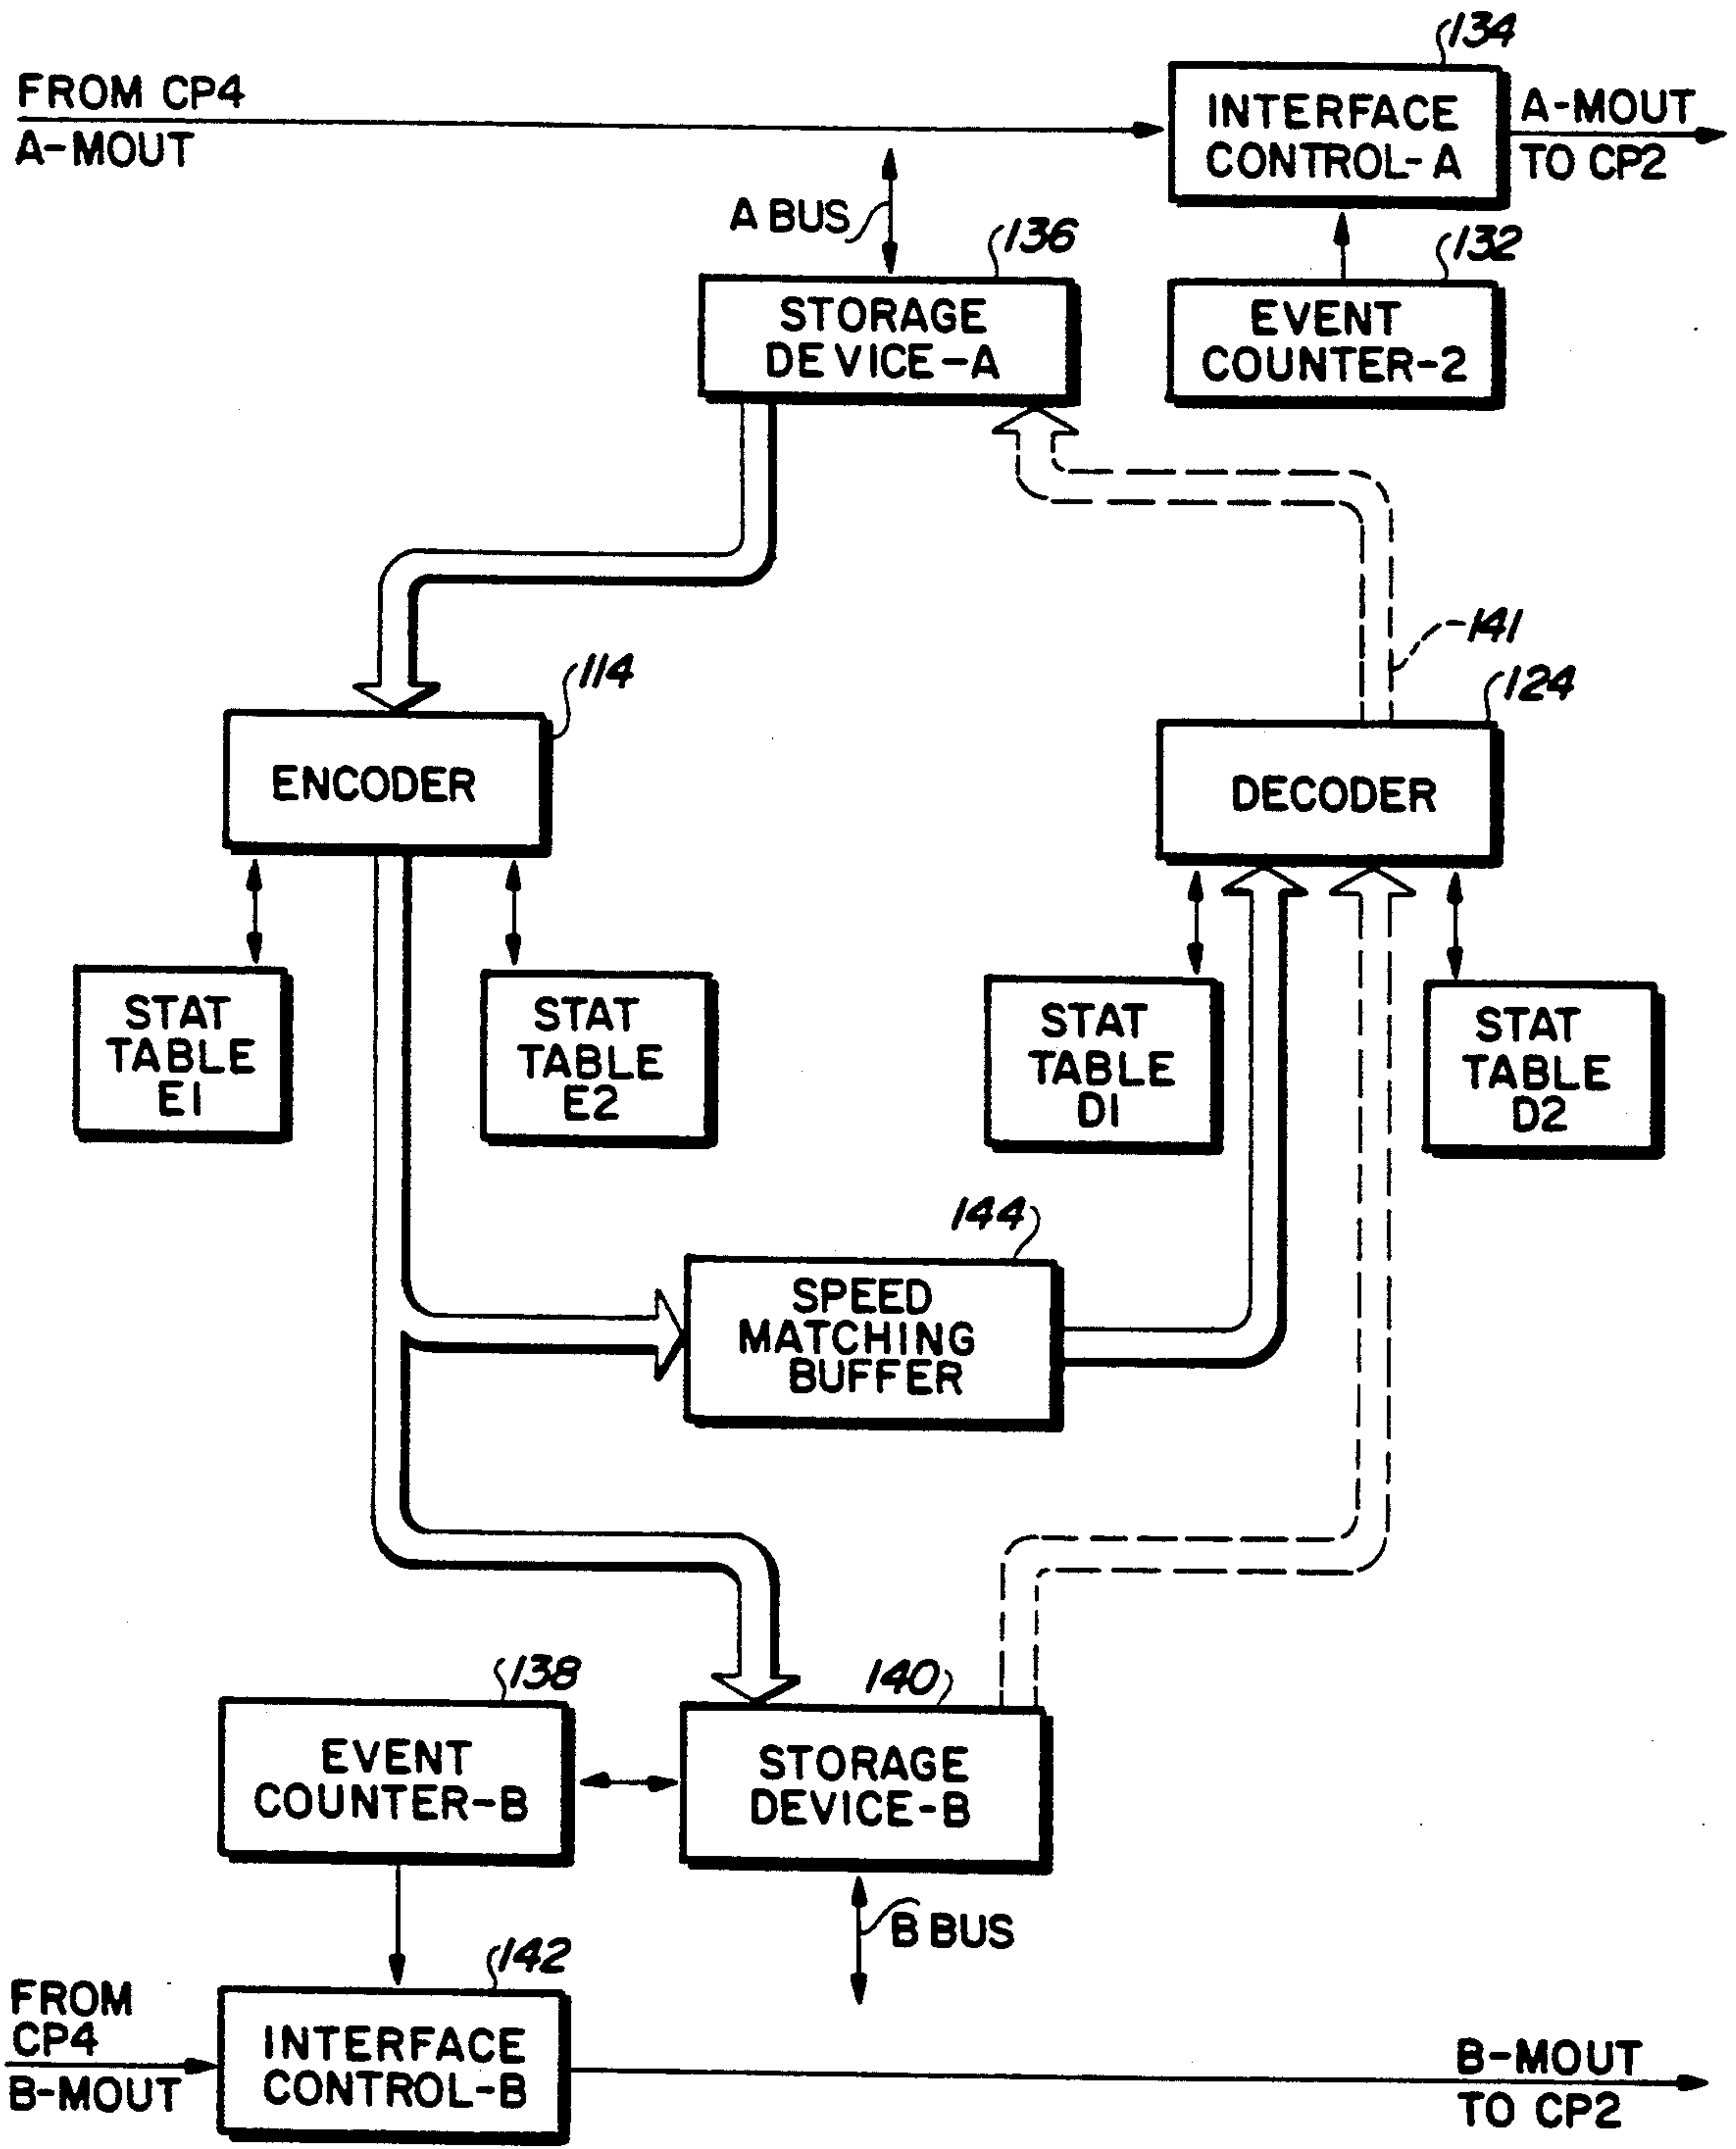 134
FROM CP4
A-MOUT
INTERFACE
CONTROL-A
A-MOUT
TO CP2
A BUS
136
132
STORAGE
DEVICE-A
EVENT
COUNTER-2
141
114
124
ENCODER
DECODER
STAT
TABLE
E1
STAT
TABLE
E2
STAT
TABLE
D1
STAT
TABLE
D2
144
SPEED
MATCHING
BUFFER
138
140
EVENT
COUNTER-B
STORAGE
DEVICE-B
B BUS
142
FROM
CP4
B-MOUT
INTERFACE
CONTROL-B
B-MOUT
TO CP2